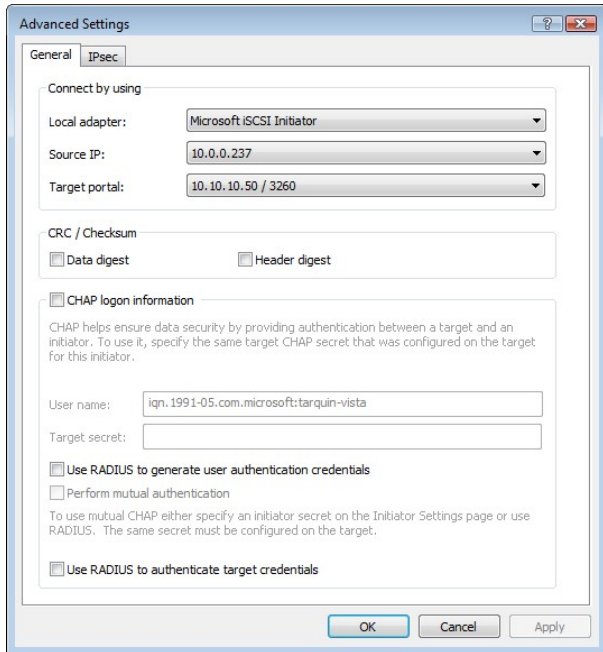 Advanced Settings
General IPsec
Connect by using
Local adapter: Microsoft iSCSI Initiator
Source IP: 10.0.0.237
Target portal: 10.10.10.50 / 3260
CRC / Checksum
Data digest Header digest
CHAP logon information
CHAP helps ensure data security by providing authentication between a target and an
initiator. To use it, specify the same target CHAP secret that was configured on the target
for this initiator.
User name: iqn.1991-05.com.microsoft:tarquin-vista
Target secret:
Use RADIUS to generate user authentication credentials
Perform mutual authentication
To use mutual CHAP either specify an initiator secret on the Initiator Settings page or use
RADIUS. The same secret must be configured on the target.
Use RADIUS to authenticate target credentials
OK Cancel Apply